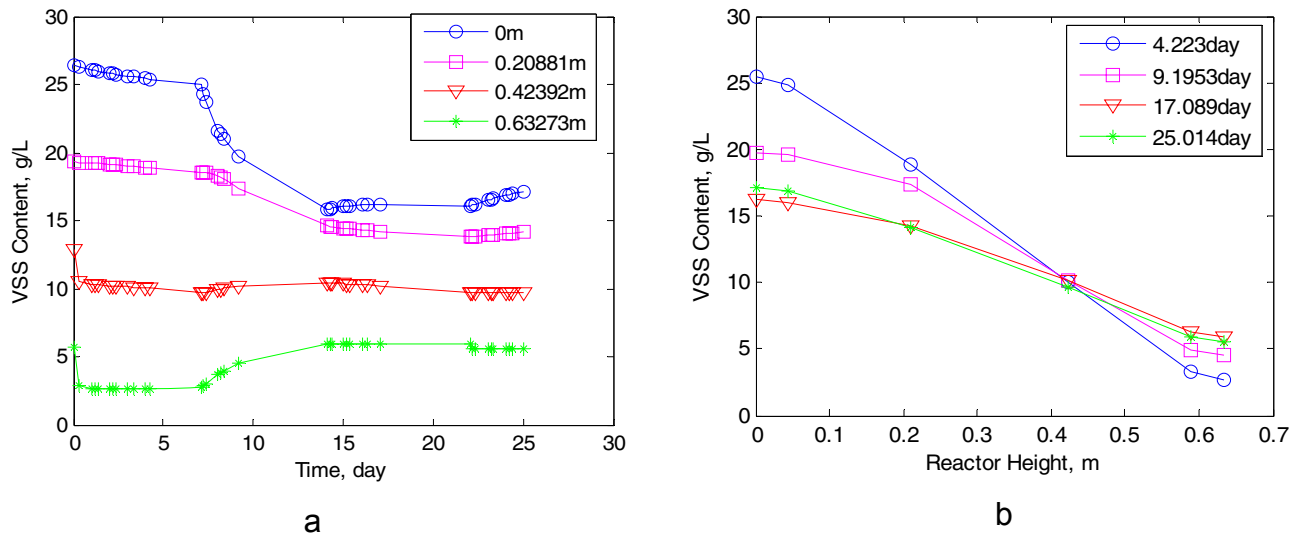 30
25
20
15
10
5
0
VSS Content, g/L
0m
0.20881m
0.42392m
0.63273m
0 5 10 15 20 25 30
Time, day
a
30
25
20
15
10
5
0
VSS Content, g/L
4.223day
9.1953day
17.089day
25.014day
0 0.1 0.2 0.3 0.4 0.5 0.6 0.7
Reactor Height, m
b